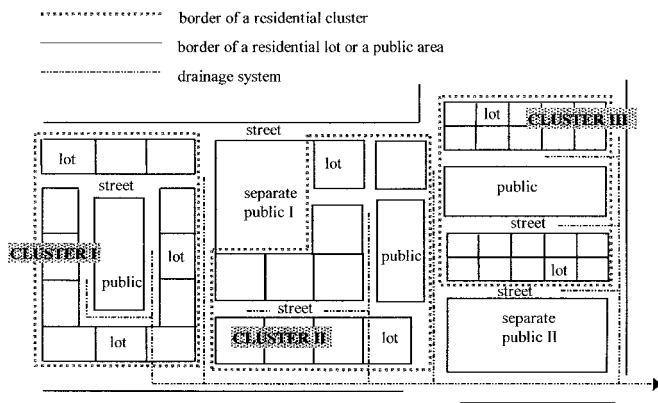 border of a residential cluster
border of a residential lot or a public area
drainage system
street
lot
CLUSTER III
lot
street
lot
separate
public I
public
public
street
CLUSTER I
lot
public
lot
street
CLUSTER II
lot
lot
street
separate
public II